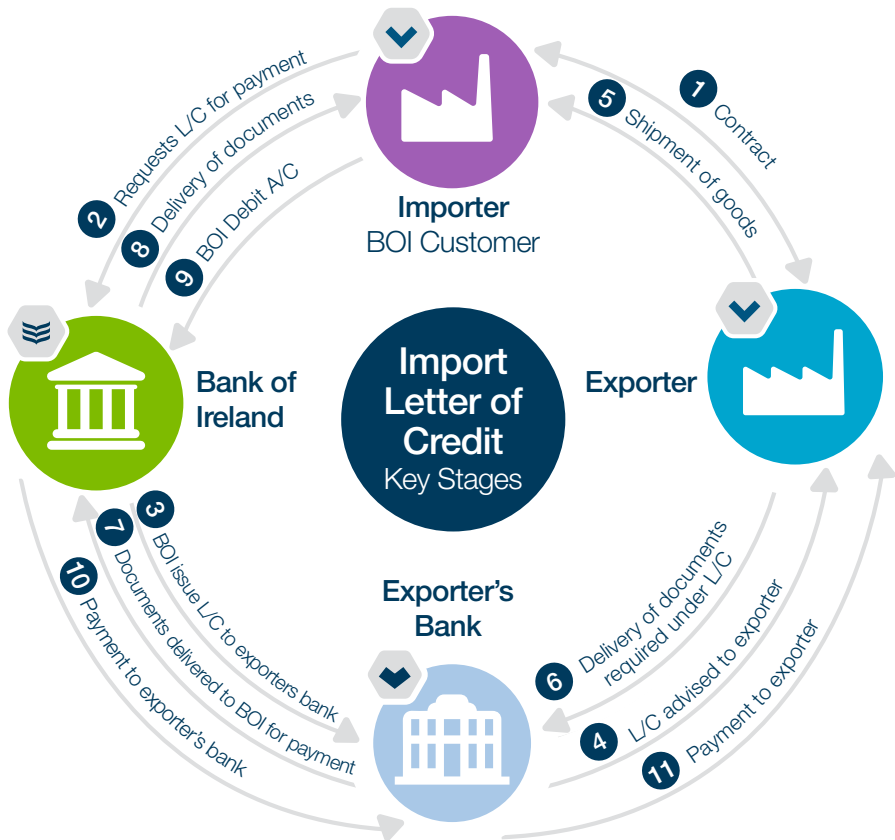 1 Contract
5 Shipment of goods
2 Requests L/C for payment
8 Delivery of documents
9 BOI Debit A/C
Importer
BOI Customer
Bank of
Ireland
Import
Letter of
Credit
Key Stages
Exporter
3 BOI issue L/C to exporters bank
7 Documents delivered to BOI for payment
10 Payment to exporter's bank
Exporter's
Bank
6 Delivery of documents
required under L/C
4 L/C advised to exporter
11 Payment to exporter